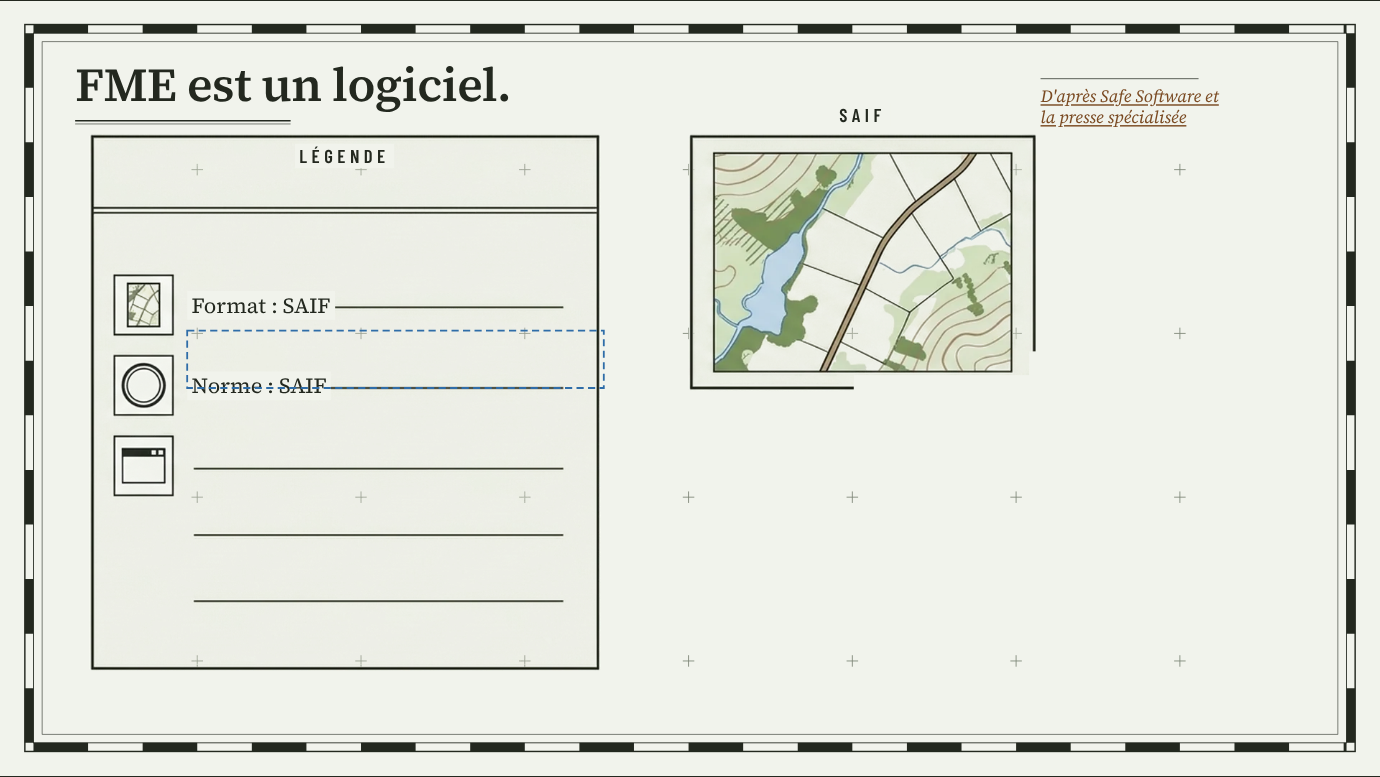 FME est un logiciel.
D'après Safe Software et
la presse spécialisée
SAIF
LÉGENDE
Format : SAIF
Norme : SAIF